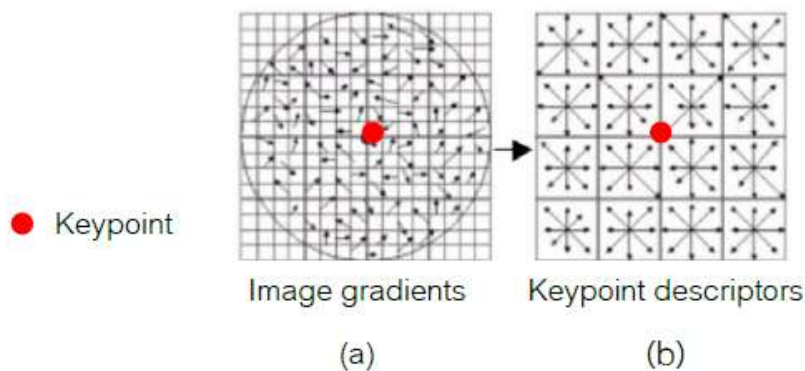 Keypoint
Image gradients
Keypoint descriptors
(a)
(b)